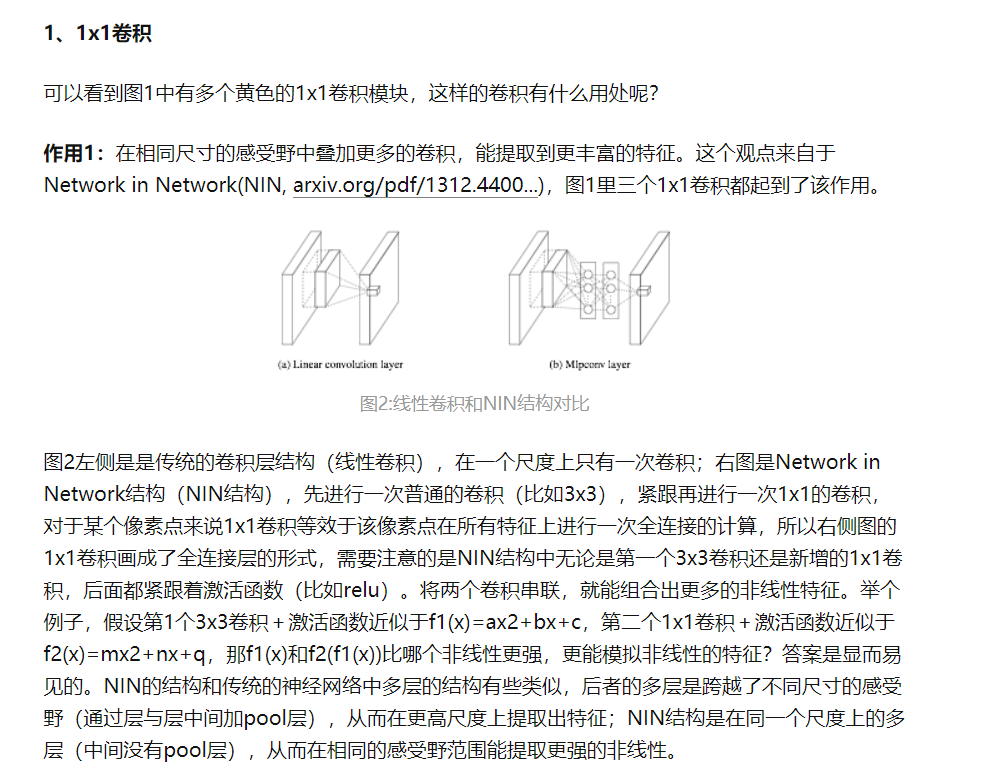 1、1x1卷积
可以看到图1中有多个黄色的1x1卷积模块，这样的卷积有什么用处呢？
作用1：在相同尺寸的感受野中叠加更多的卷积，能提取到更丰富的特征。这个观点来自于
Network in Network(NIN, arxiv.org/pdf/1312.4400...)，图1里三个1x1卷积都起到了该作用。
(a) Linear convolution layer
(b) Mlpconv layer
图2:线性卷积和NIN结构对比
图2左侧是是传统的卷积层结构（线性卷积），在一个尺度上只有一次卷积；右图是Network in
Network结构（NIN结构），先进行一次普通的卷积（比如3x3），紧跟再进行一次1x1的卷积，
对于某个像素点来说1x1卷积等效于该像素点在所有特征上进行一次全连接的计算，所以右侧图的
1x1卷积画成了全连接层的形式，需要注意的是NIN结构中无论是第一个3x3卷积还是新增的1x1卷
积，后面都紧跟着激活函数（比如relu）。将两个卷积串联，就能组合出更多的非线性特征。举个
例子，假设第1个3x3卷积＋激活函数近似于f1(x)=ax2+bx+c，第二个1x1卷积＋激活函数近似于
f2(x)=mx2+nx+q，那f1(x)和f2(f1(x))比哪个非线性更强，更能模拟非线性的特征？答案是显而易
见的。NIN的结构和传统的神经网络中多层的结构有些类似，后者的多层是跨越了不同尺寸的感受
野（通过层与层中间加pool层），从而在更高尺度上提取出特征；NIN结构是在同一个尺度上的多
层（中间没有pool层），从而在相同的感受野范围能提取更强的非线性。